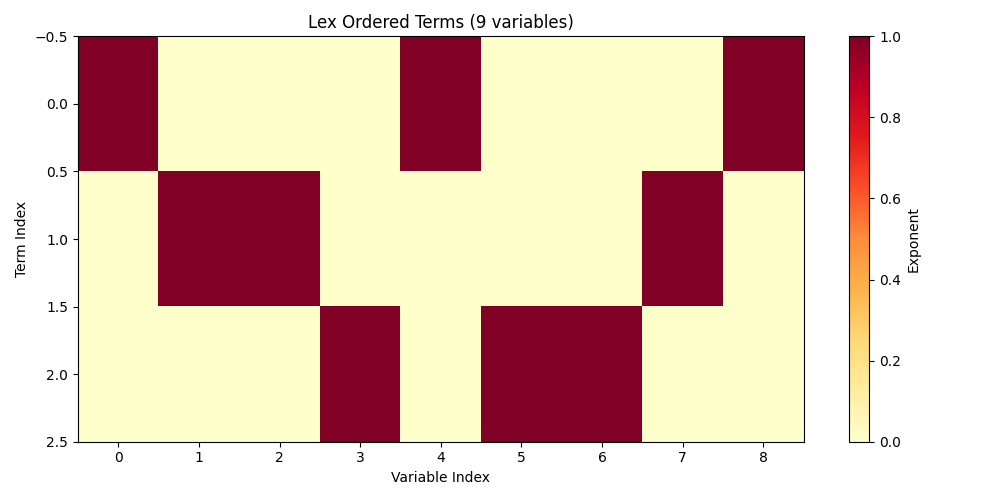 Lex Ordered Terms (9 variables)
−0.5
0.0
0.5
1.0
1.5
2.0
2.5
Term Index
0 1 2 3 4 5 6 7 8
Variable Index
1.0
0.8
0.6
0.4
0.2
0.0
Exponent